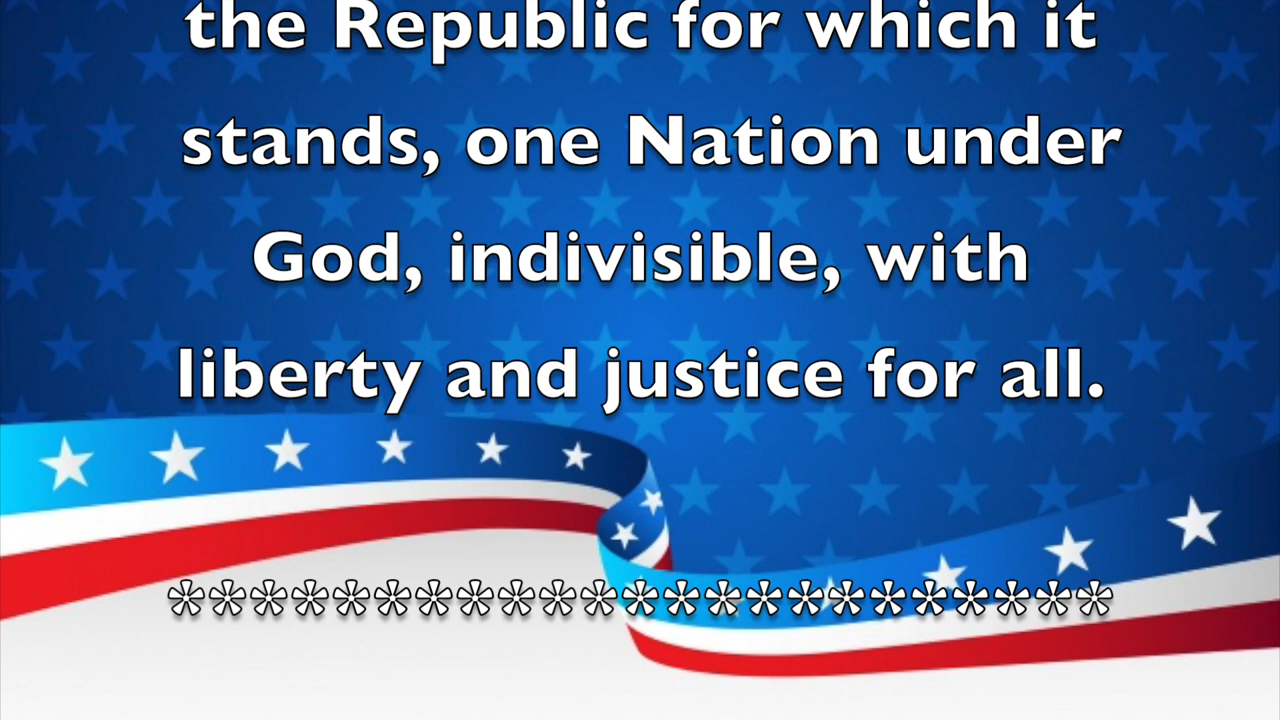 the Republic for which it
stands, one Nation under
God, indivisible, with
liberty and justice for all.
***********************